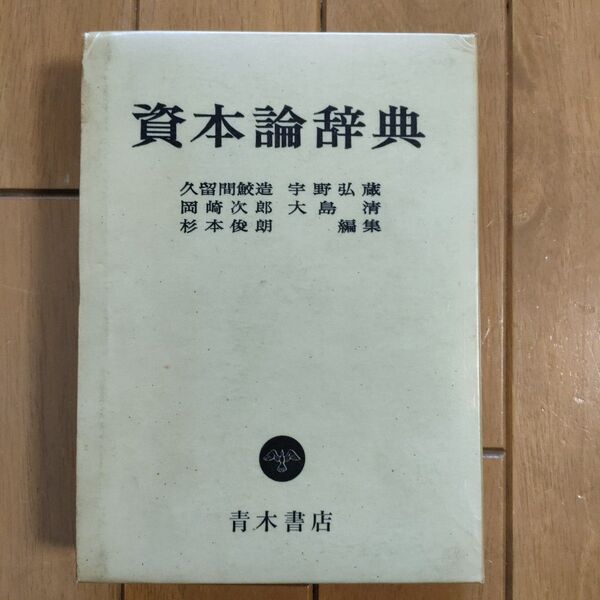 資本論辞典
久留間鮫造 宇野弘蔵
岡崎次郎 大島清
杉本俊朗 編集
青木書店